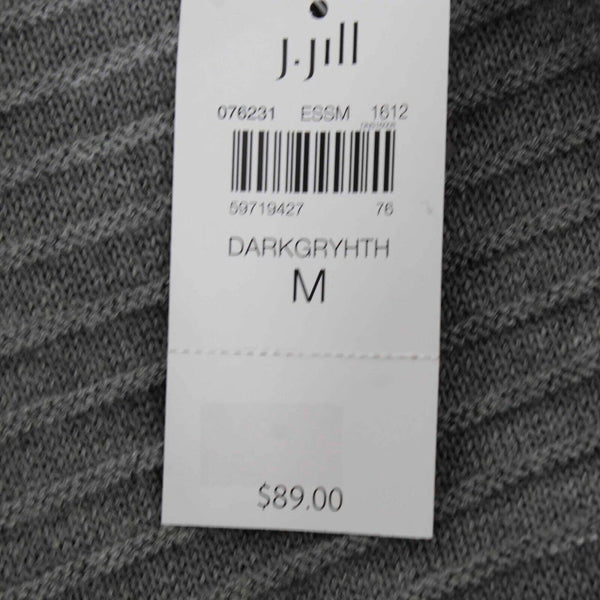 J.Jill
076231 ESSM 1612
59719427 76
DARKGRYHTH
M
$89.00